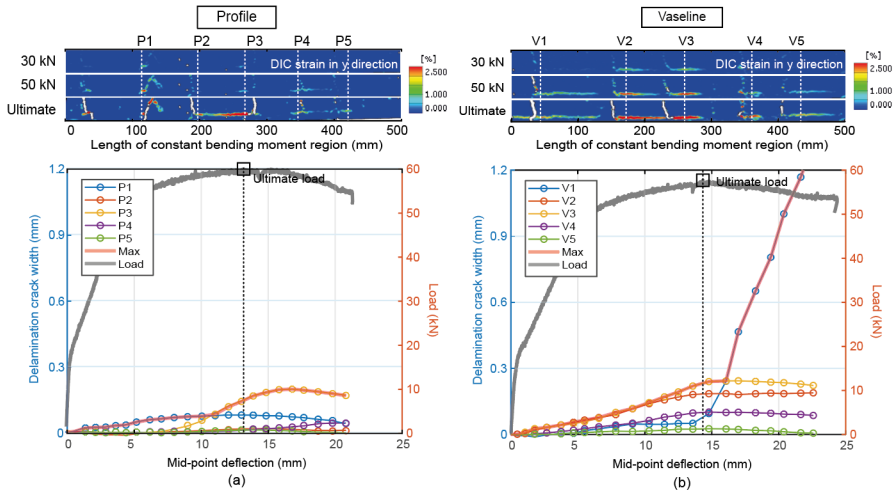 Profile
P1 P2 P3 P4 P5
30 kN
50 kN
Ultimate
DIC strain in y direction
[%]
2.500
1.000
0.000
0 100 200 300 400 500
Length of constant bending moment region (mm)
Vaseline
V1 V2 V3 V4 V5
30 kN
50 kN
Ultimate
DIC strain in y direction
[%]
2.500
1.000
0.000
0 100 200 300 400 500
Length of constant bending moment region (mm)
Delamination crack width (mm)
1.2
0.9
0.6
0.3
0
P1
P2
P3
P4
P5
Max
Load
Ultimate load
60
50
40
30
20
10
0
Load (kN)
0 5 10 15 20 25
Mid-point deflection (mm)
(a)
Delamination crack width (mm)
1.2
0.9
0.6
0.3
0
V1
V2
V3
V4
V5
Max
Load
Ultimate load
60
50
40
30
20
10
0
Load (kN)
0 5 10 15 20 25
Mid-point deflection (mm)
(b)